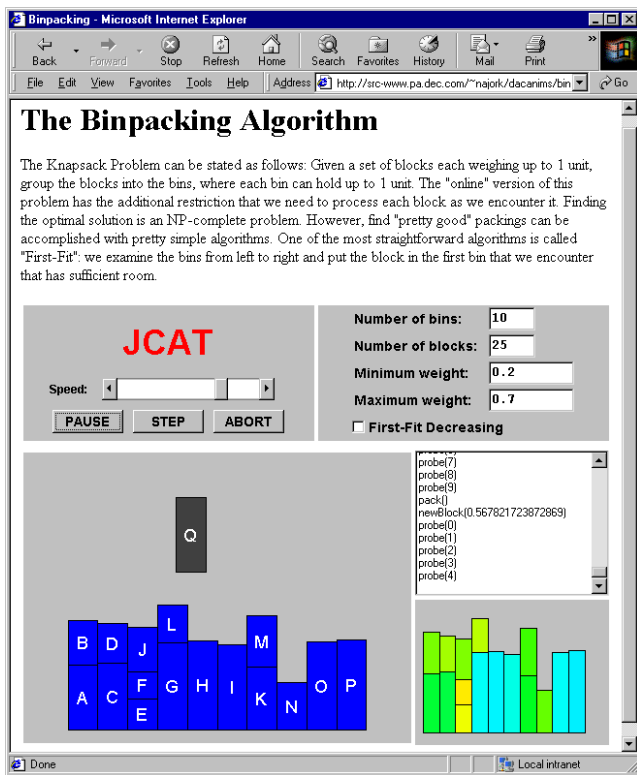 Binpacking - Microsoft Internet Explorer
Back Forward Stop Refresh Home Search Favorites History Mail Print »
File Edit View Favorites Tools Help Address http://src-www.pa.dec.com/~najork/dacanims/bin Go
The Binpacking Algorithm
The Knapsack Problem can be stated as follows: Given a set of blocks each weighing up to 1 unit,
group the blocks into the bins, where each bin can hold up to 1 unit. The "online" version of this
problem has the additional restriction that we need to process each block as we encounter it. Finding
the optimal solution is an NP-complete problem. However, find "pretty good" packings can be
accomplished with pretty simple algorithms. One of the most straightforward algorithms is called
"First-Fit": we examine the bins from left to right and put the block in the first bin that we encounter
that has sufficient room.
JCAT
Speed:
PAUSE STEP ABORT
Number of bins: 10
Number of blocks: 25
Minimum weight: 0.2
Maximum weight: 0.7
First-Fit Decreasing
probe(7)
probe(8)
probe(9)
pack()
newBlock(0.567821723872869)
probe(0)
probe(1)
probe(2)
probe(3)
probe(4)
Q
L
B D J M
F G H I O P
A C K N
E
Done Local intranet